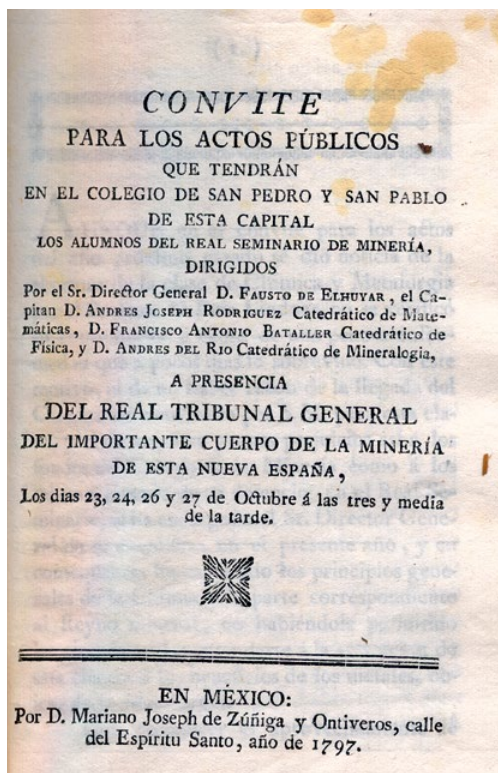 CONVITE
PARA LOS ACTOS PÚBLICOS
QUE TENDRÁN
EN EL COLEGIO DE SAN PEDRO Y SAN PABLO
DE ESTA CAPITAL
LOS ALUMNOS DEL REAL SEMINARIO DE MINERÍA,
DIRIGIDOS
Por el Sr. Director General D. FAUSTO DE ELHUYAR, el Ca-
pitan D. ANDRES JOSEPH RODRIGUEZ Catedrático de Mate-
máticas, D. FRANCISCO ANTONIO BATALLER Catedrático de
Física, y D. ANDRES DEL RIO Catedrático de Mineralogia,
A PRESENCIA
DEL REAL TRIBUNAL GENERAL
DEL IMPORTANTE CUERPO DE LA MINERÍA
DE ESTA NUEVA ESPAÑA,
Los dias 23, 24, 26 y 27 de Octubre á las tres y media
de la tarde.
EN MÉXICO:
Por D. Mariano Joseph de Zúñiga y Ontiveros, calle
del Espíritu Santo, año de 1797.